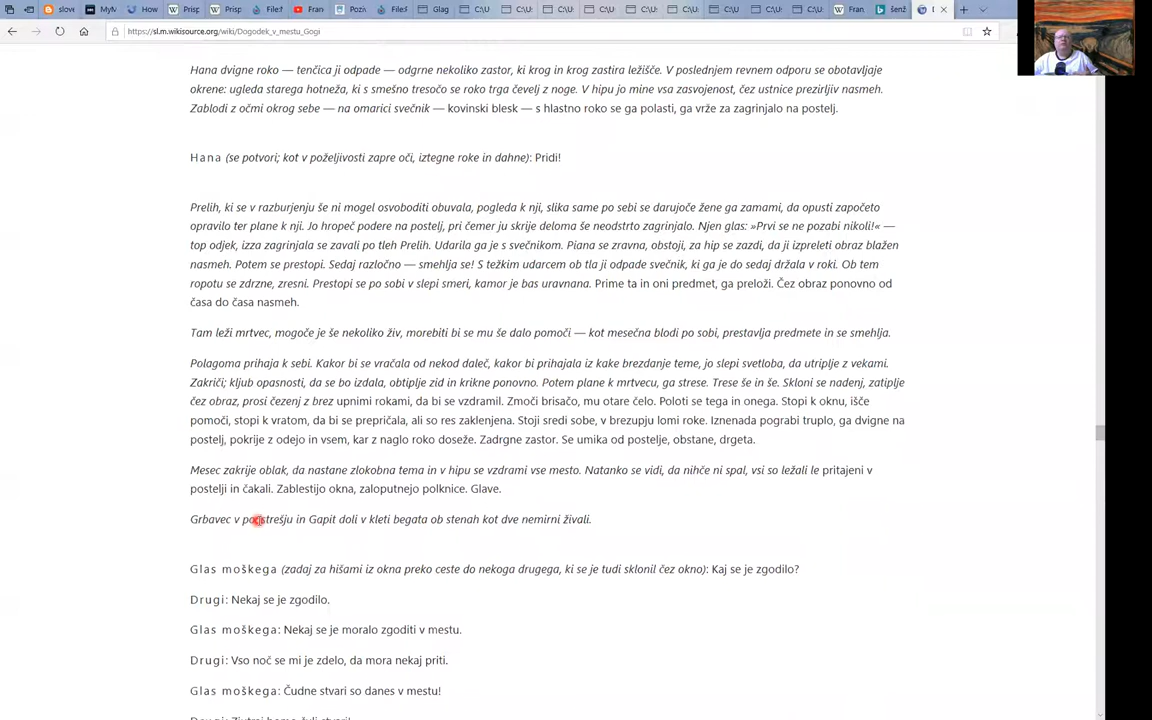 slove
MyM
How
Prisp
Prisp
FileS
Fran
Pozi
FileS
Glag
C:\U
C:\U:
C:\U:
C:\U:
C:\U:
C:\U:
C:\U
C:\U:
C:\U:
Fran.
šenž
https://sl.m.wikisource.org/wiki/Dogodek_v_mestu_Gogi
Hana dvigne roko — tenčica ji odpade — odgrne nekoliko zastor, ki krog in krog zastira ležišče. V poslednjem revnem odporu se obotavljaje
okrene: ugleda starega hotneža, ki s smešno tresočo se roko trga čevelj z noge. V hipu jo mine vsa zasvojenost, čez ustnice prezirljiv nasmeh.
Zablodi z očmi okrog sebe — na omarici svečnik — kovinski blesk — s hlastno roko se ga polasti, ga vrže za zagrinjalo na postelj.
Hana (se potvori; kot v poželjivosti zapre oči, iztegne roke in dahne): Pridi!
Prelih, ki se v razburjenju še ni mogel osvoboditi obuvala, pogleda k nji, slika same po sebi se darujoče žene ga zamami, da opusti započeto
opravilo ter plane k nji. Jo hropeč podere na postelj, pri čemer ju skrije deloma še neodstrto zagrinjalo. Njen glas: »Prvi se ne pozabi nikoli!« —
top odjek, izza zagrinjala se zavali po tleh Prelih. Udarila ga je s svečnikom. Piana se zravna, obstoji, za hip se zazdi, da ji izpreleti obraz blažen
nasmeh. Potem se prestopi. Sedaj razločno — smehlja se! S težkim udarcem ob tla ji odpade svečnik, ki ga je do sedaj držala v roki. Ob tem
ropotu se zdrzne, zresni. Prestopi se po sobi v slepi smeri, kamor je bas uravnana. Prime ta in oni predmet, ga preloži. Čez obraz ponovno od
časa do časa nasmeh.
Tam leži mrtvec, mogoče je še nekoliko živ, morebiti bi se mu še dalo pomoči — kot mesečna blodi po sobi, prestavlja predmete in se smehlja.
Polagoma prihaja k sebi. Kakor bi se vračala od nekod daleč, kakor bi prihajala iz kake brezdanje teme, jo slepi svetloba, da utriplje z vekami.
Zakriči; kljub opasnosti, da se bo izdala, obtiplje zid in krikne ponovno. Potem plane k mrtvecu, ga strese. Trese še in še. Skloni se nadenj, zatiplje
čez obraz, prosi čezenj z brez upnimi rokami, da bi se vzdramil. Zmoči brisačo, mu otare čelo. Poloti se tega in onega. Stopi k oknu, išče
pomoči, stopi k vratom, da bi se prepričala, ali so res zaklenjena. Stoji sredi sobe, v brezupju lomi roke. Iznenada pograbi truplo, ga dvigne na
postelj, pokrije z odejo in vsem, kar z naglo roko doseže. Zadrgne zastor. Se umika od postelje, obstane, drgeta.
Mesec zakrije oblak, da nastane zlokobna tema in v hipu se vzdrami vse mesto. Natanko se vidi, da nihče ni spal, vsi so ležali le pritajeni v
postelji in čakali. Zablestijo okna, zaloputnejo polknice. Glave.
Grbavec v podstrešju in Gapit doli v kleti begata ob stenah kot dve nemirni živali.
Glas moškega (zadaj za hišami iz okna preko ceste do nekoga drugega, ki se je tudi sklonil čez okno): Kaj se je zgodilo?
Drugi: Nekaj se je zgodilo.
Glas moškega: Nekaj se je moralo zgoditi v mestu.
Drugi: Vso noč se mi je zdelo, da mora nekaj priti.
Glas moškega: Čudne stvari so danes v mestu!